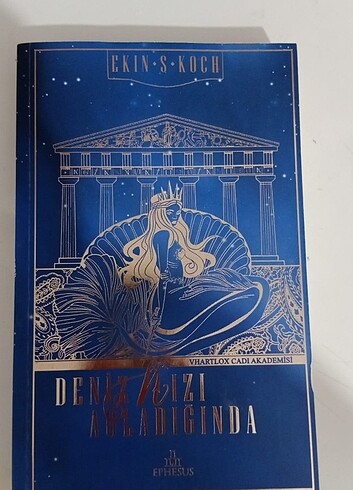 EKIN·S·KOCH
VHARTLOX CADI AKADEMİSİ
DENİZ KIZI
AĞLADIĞINDA
EPHESUS